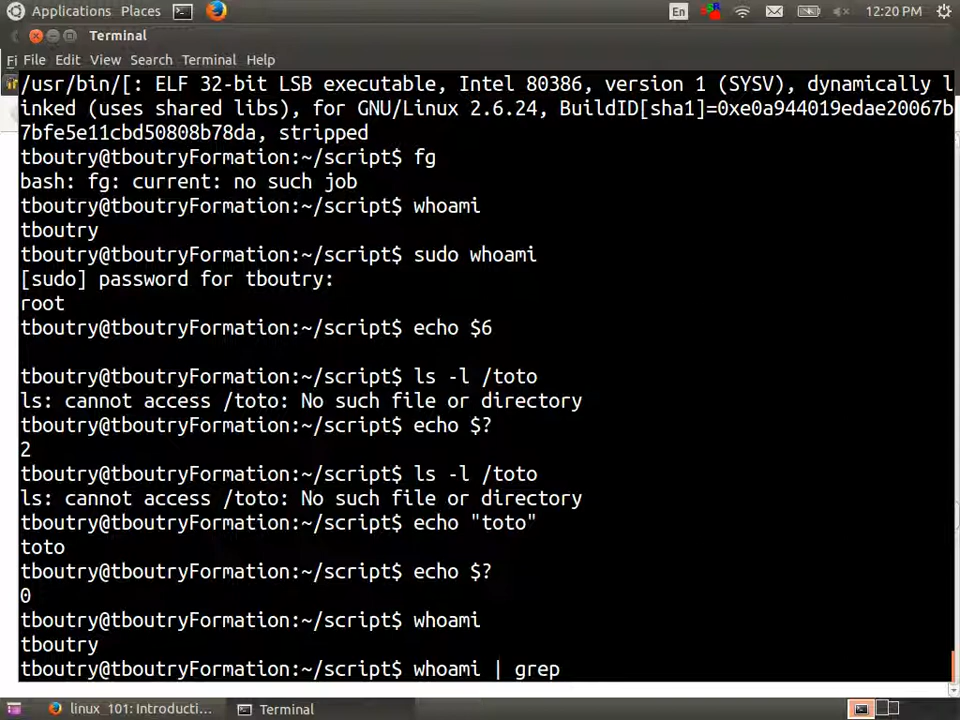 Applications Places En 12:20 PM
Terminal
Fi File Edit View Search Terminal Help
/usr/bin/[: ELF 32-bit LSB executable, Intel 80386, version 1 (SYSV), dynamically l
inked (uses shared libs), for GNU/Linux 2.6.24, BuildID[sha1]=0xe0a944019edae20067b
7bfe5e11cbd50808b78da, stripped
tboutry@tboutryFormation:~/script$ fg
bash: fg: current: no such job
tboutry@tboutryFormation:~/script$ whoami
tboutry
tboutry@tboutryFormation:~/script$ sudo whoami
[sudo] password for tboutry:
root
tboutry@tboutryFormation:~/script$ echo $6
tboutry@tboutryFormation:~/script$ ls -l /toto
ls: cannot access /toto: No such file or directory
tboutry@tboutryFormation:~/script$ echo $?
2
tboutry@tboutryFormation:~/script$ ls -l /toto
ls: cannot access /toto: No such file or directory
tboutry@tboutryFormation:~/script$ echo "toto"
toto
tboutry@tboutryFormation:~/script$ echo $?
0
tboutry@tboutryFormation:~/script$ whoami
tboutry
tboutry@tboutryFormation:~/script$ whoami | grep
linux_101: Introducti... Terminal